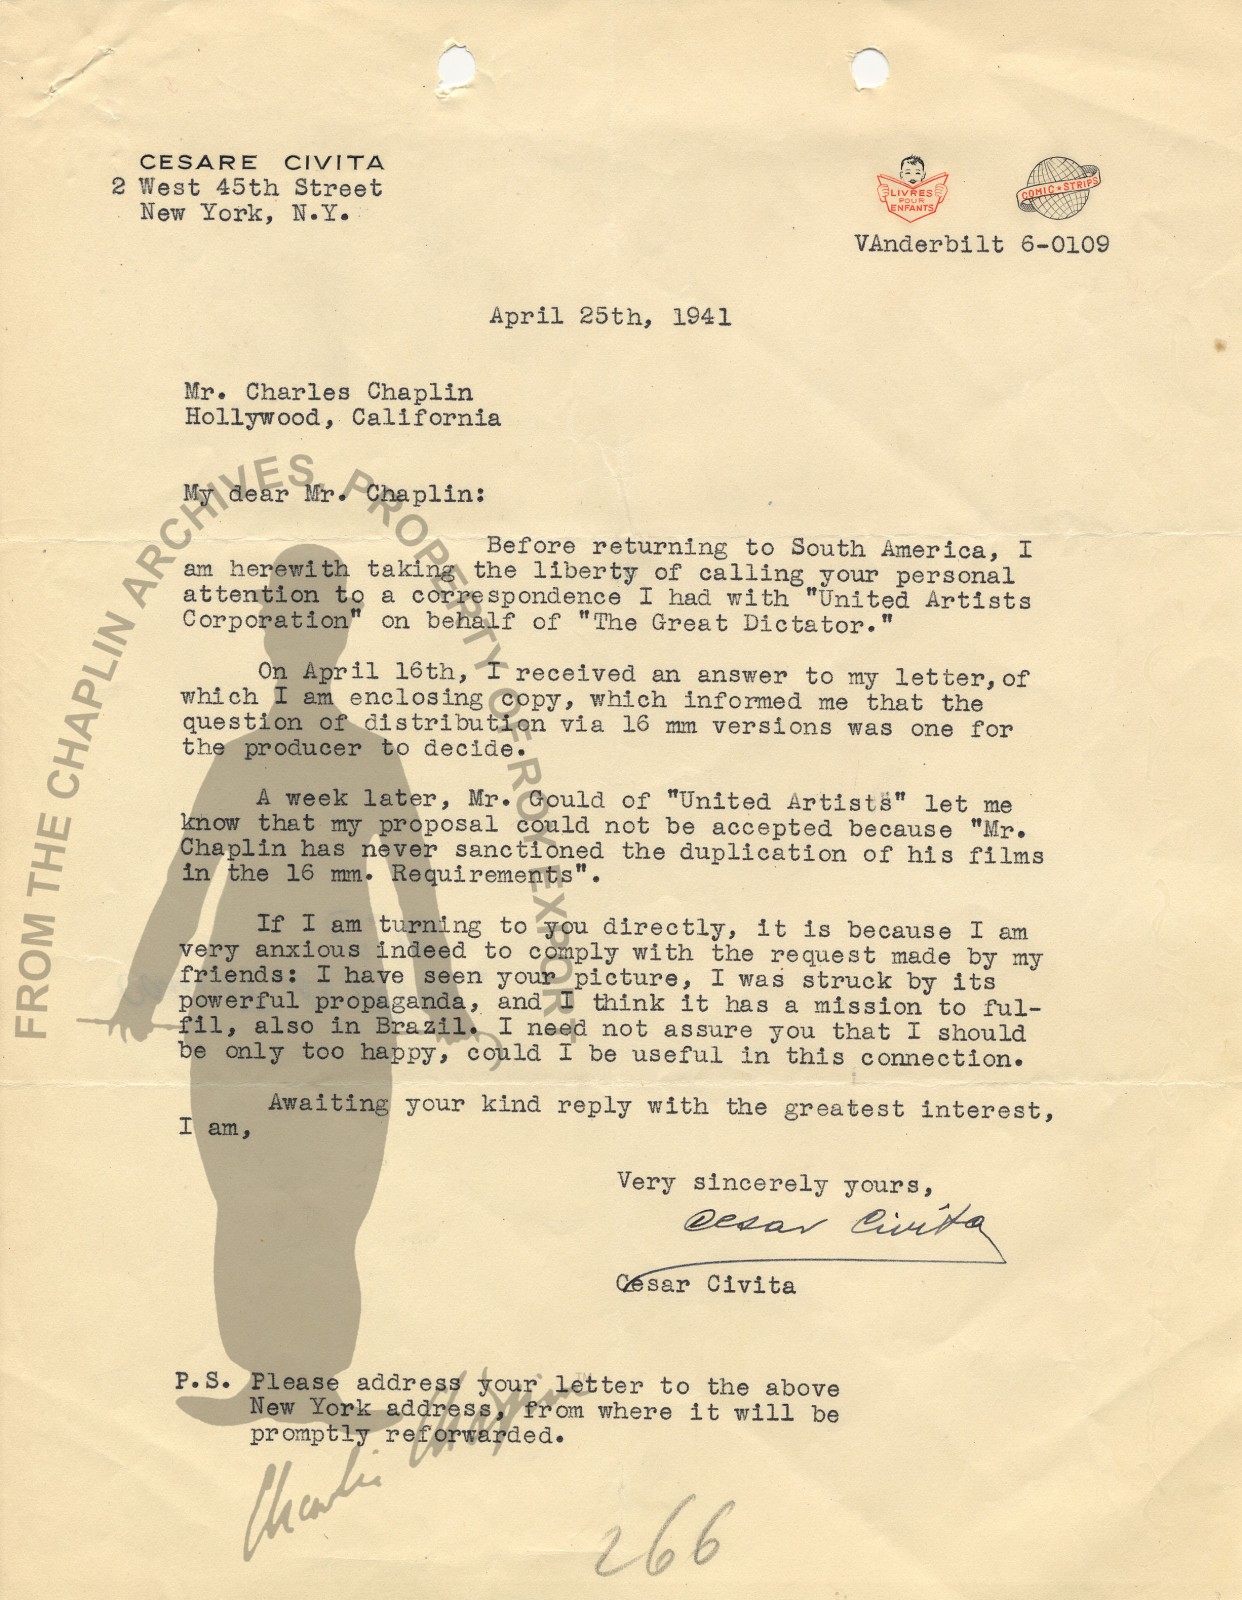 CESARE CIVITA
2 West 45th Street
New York, N.Y.
LIVRES
POUR
ENFANTS
COMIC★STRIPS
VAnderbilt 6-0109
April 25th, 1941
Mr. Charles Chaplin
Hollywood, California
My dear Mr. Chaplin:
Before returning to South America, I
am herewith taking the liberty of calling your personal
attention to a correspondence I had with "United Artists
Corporation" on behalf of "The Great Dictator."
On April 16th, I received an answer to my letter,of
which I am enclosing copy, which informed me that the
question of distribution via 16 mm versions was one for
the producer to decide.
A week later, Mr. Gould of "United Artists" let me
know that my proposal could not be accepted because "Mr.
Chaplin has never sanctioned the duplication of his films
in the 16 mm. Requirements".
If I am turning to you directly, it is because I am
very anxious indeed to comply with the request made by my
friends: I have seen your picture, I was struck by its
powerful propaganda, and I think it has a mission to ful-
fil, also in Brazil. I need not assure you that I should
be only too happy, could I be useful in this connection.
Awaiting your kind reply with the greatest interest,
I am,
Very sincerely yours,
Cesar Civita
Cesar Civita
P.S. Please address your letter to the above
New York address, from where it will be
promptly reforwarded.
Charlie Chaplin
266
FROM THE CHAPLIN ARCHIVES, PROPERTY OF ROY EXPORT